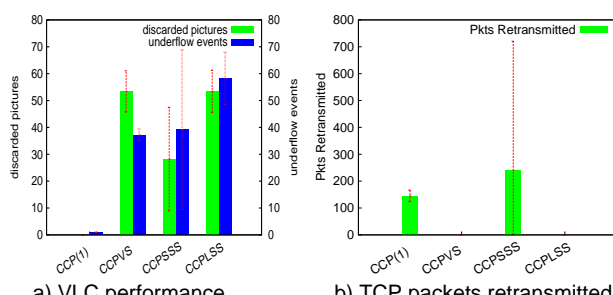 discarded pictures
underflow events
80
70
60
50
40
30
20
10
0
discarded pictures
80
70
60
50
40
30
20
10
0
underflow events
CCP(1)
CCPVS
CCPSSS
CCPLSS
a) VLC performance
Pkts Retransmitted
800
700
600
500
400
300
200
100
0
Pkts Retransmitted
CCP(1)
CCPVS
CCPSSS
CCPLSS
b) TCP packets retransmitted